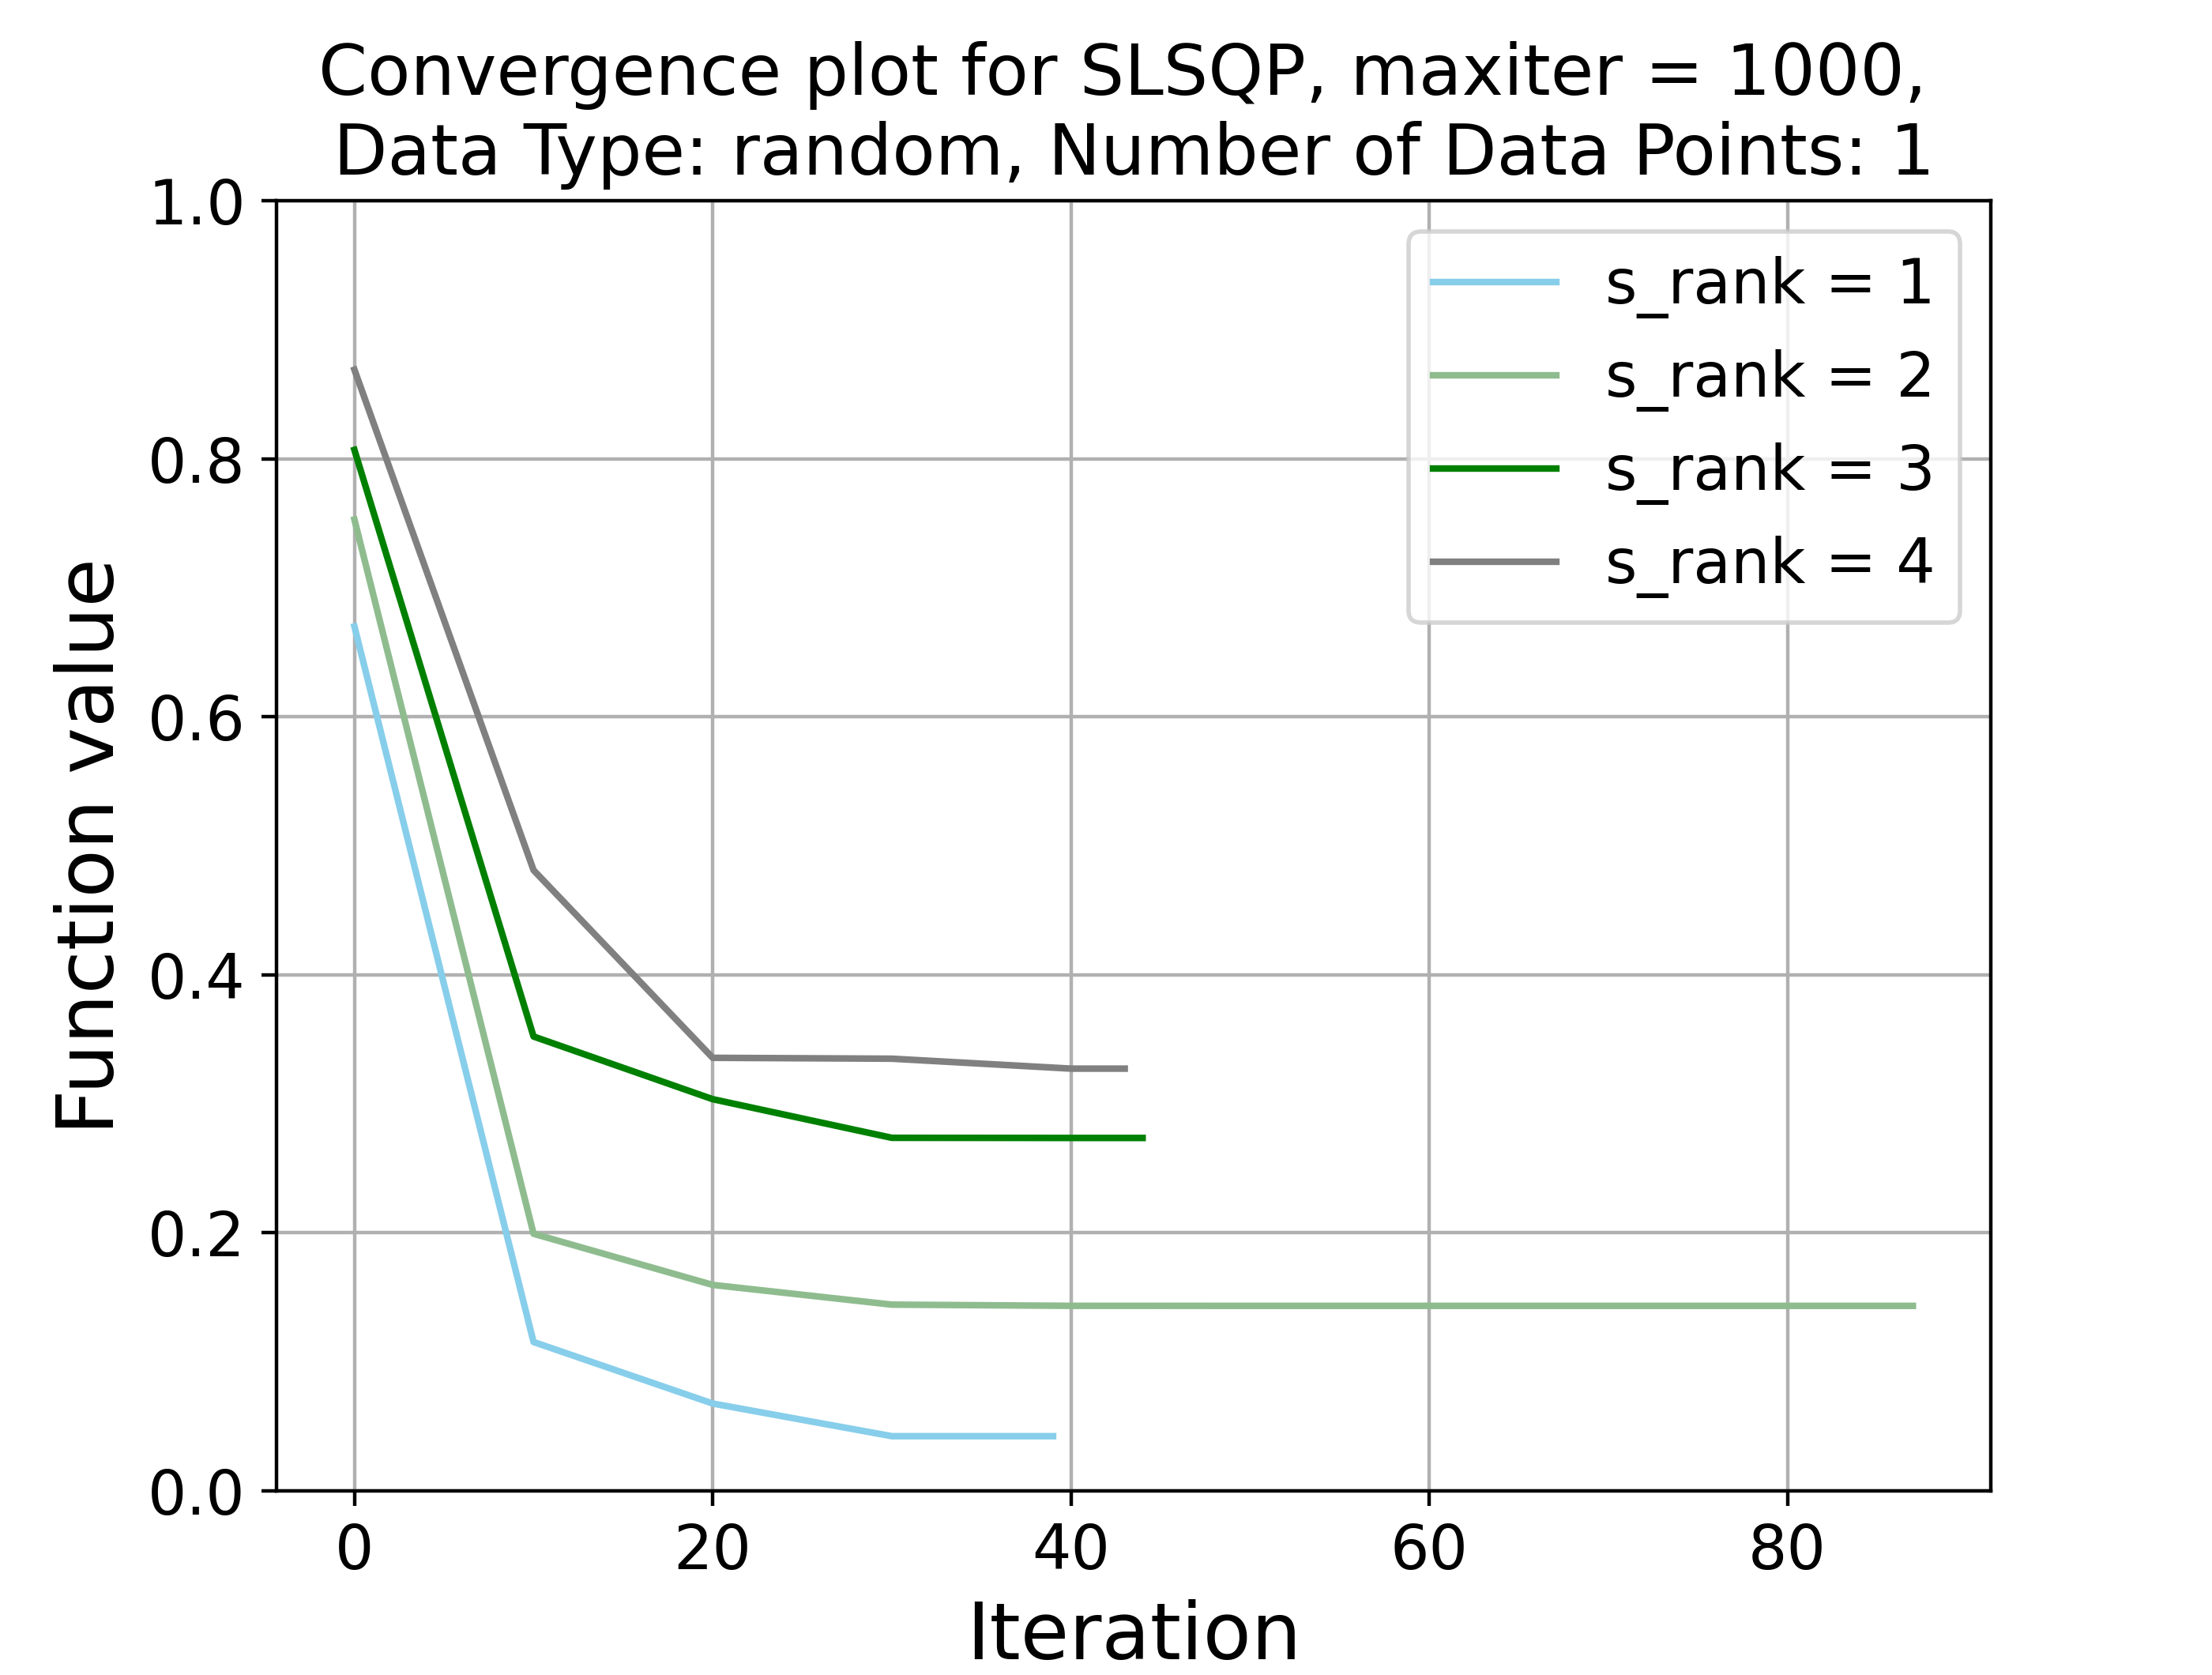 Convergence plot for SLSQP, maxiter = 1000,
Data Type: random, Number of Data Points: 1
1.0
0.8
0.6
0.4
0.2
0.0
Function value
s_rank = 1
s_rank = 2
s_rank = 3
s_rank = 4
0 20 40 60 80
Iteration